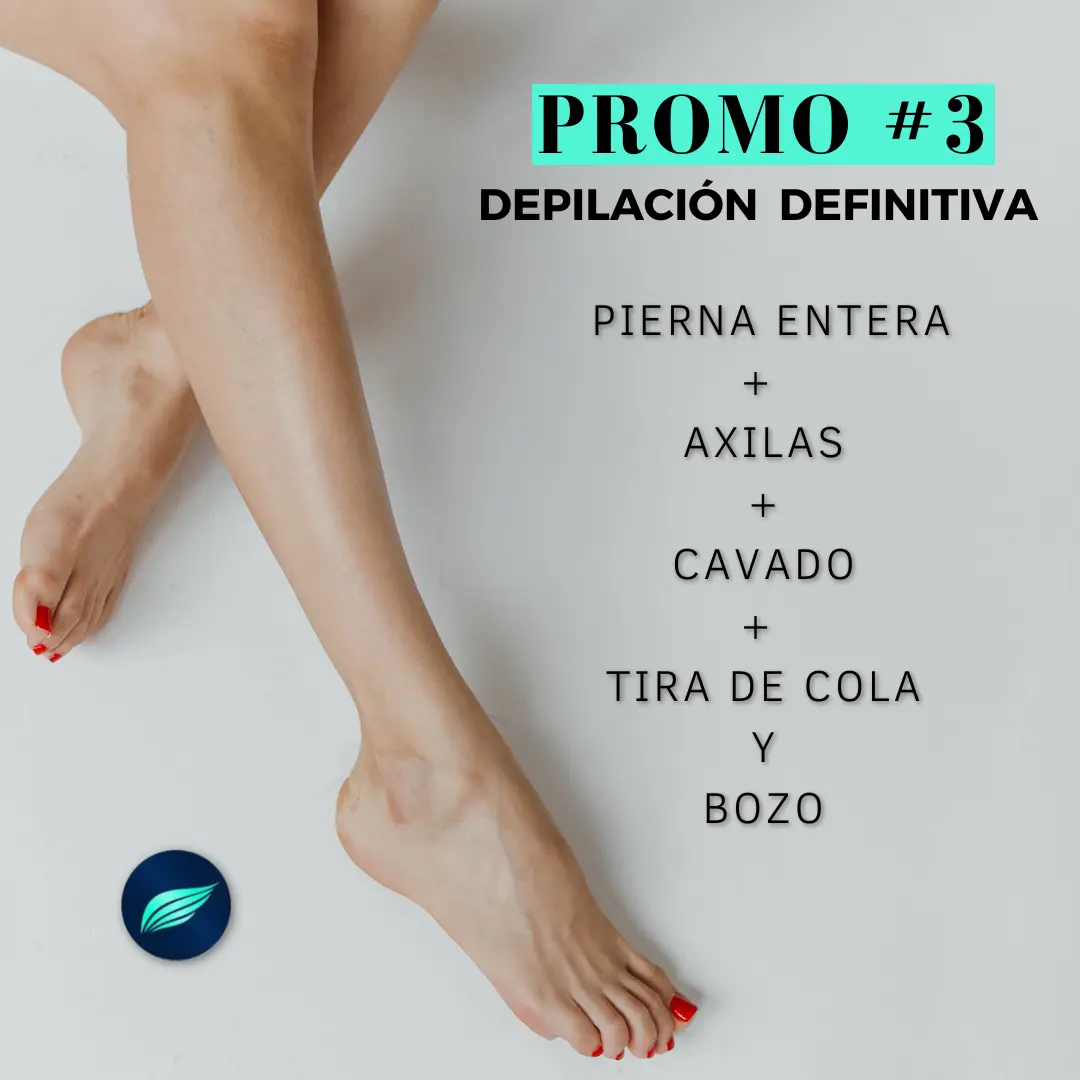 PROMO #3
DEPILACIÓN DEFINITIVA
PIERNA ENTERA
+
AXILAS
+
CAVADO
+
TIRA DE COLA
Y
BOZO